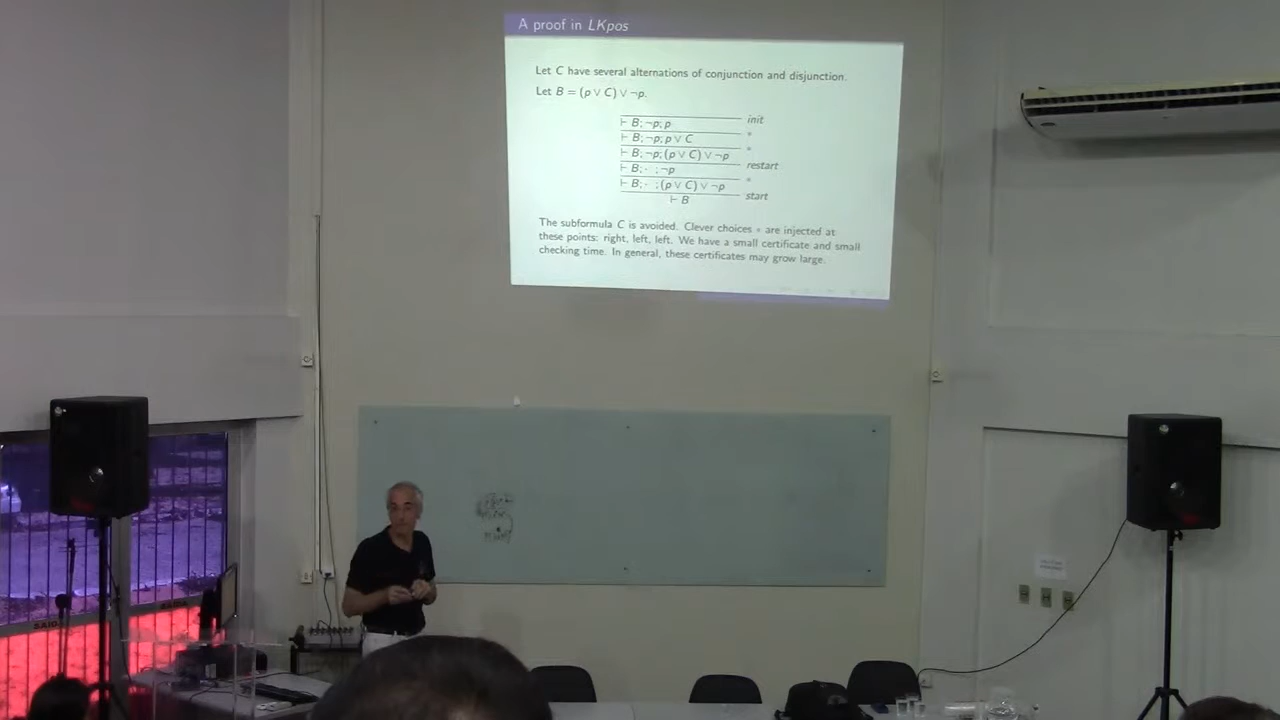 A proof in LKpos
Let C have several alternations of conjunction and disjunction.
Let B = (p ∨ C) ∨ ¬p.
⊢ B; ¬p; p init
⊢ B; ¬p; p ∨ C *
⊢ B; ¬p; (p ∨ C) ∨ ¬p *
⊢ B; · ; ¬p restart
⊢ B; · ; (p ∨ C) ∨ ¬p *
⊢ B start
The subformula C is avoided. Clever choices * are injected at
these points: right, left, left. We have a small certificate and small
checking time. In general, these certificates may grow large.